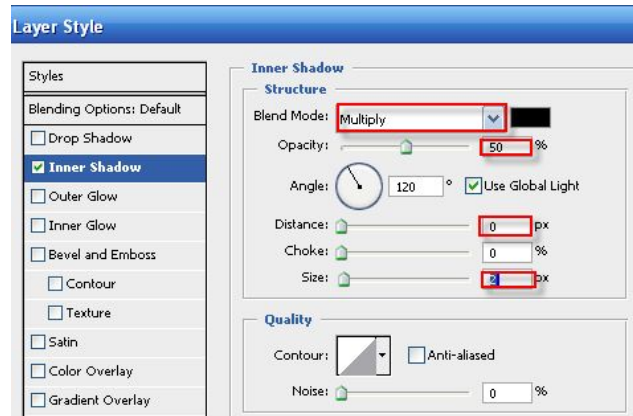 Layer Style
Styles
Blending Options: Default
Drop Shadow
Inner Shadow
Outer Glow
Inner Glow
Bevel and Emboss
Contour
Texture
Satin
Color Overlay
Gradient Overlay
Inner Shadow
Structure
Blend Mode: Multiply
Opacity: 50 %
Angle: 120 ° Use Global Light
Distance: 0 px
Choke: 0 %
Size: 2 px
Quality
Contour: Anti-aliased
Noise: 0 %